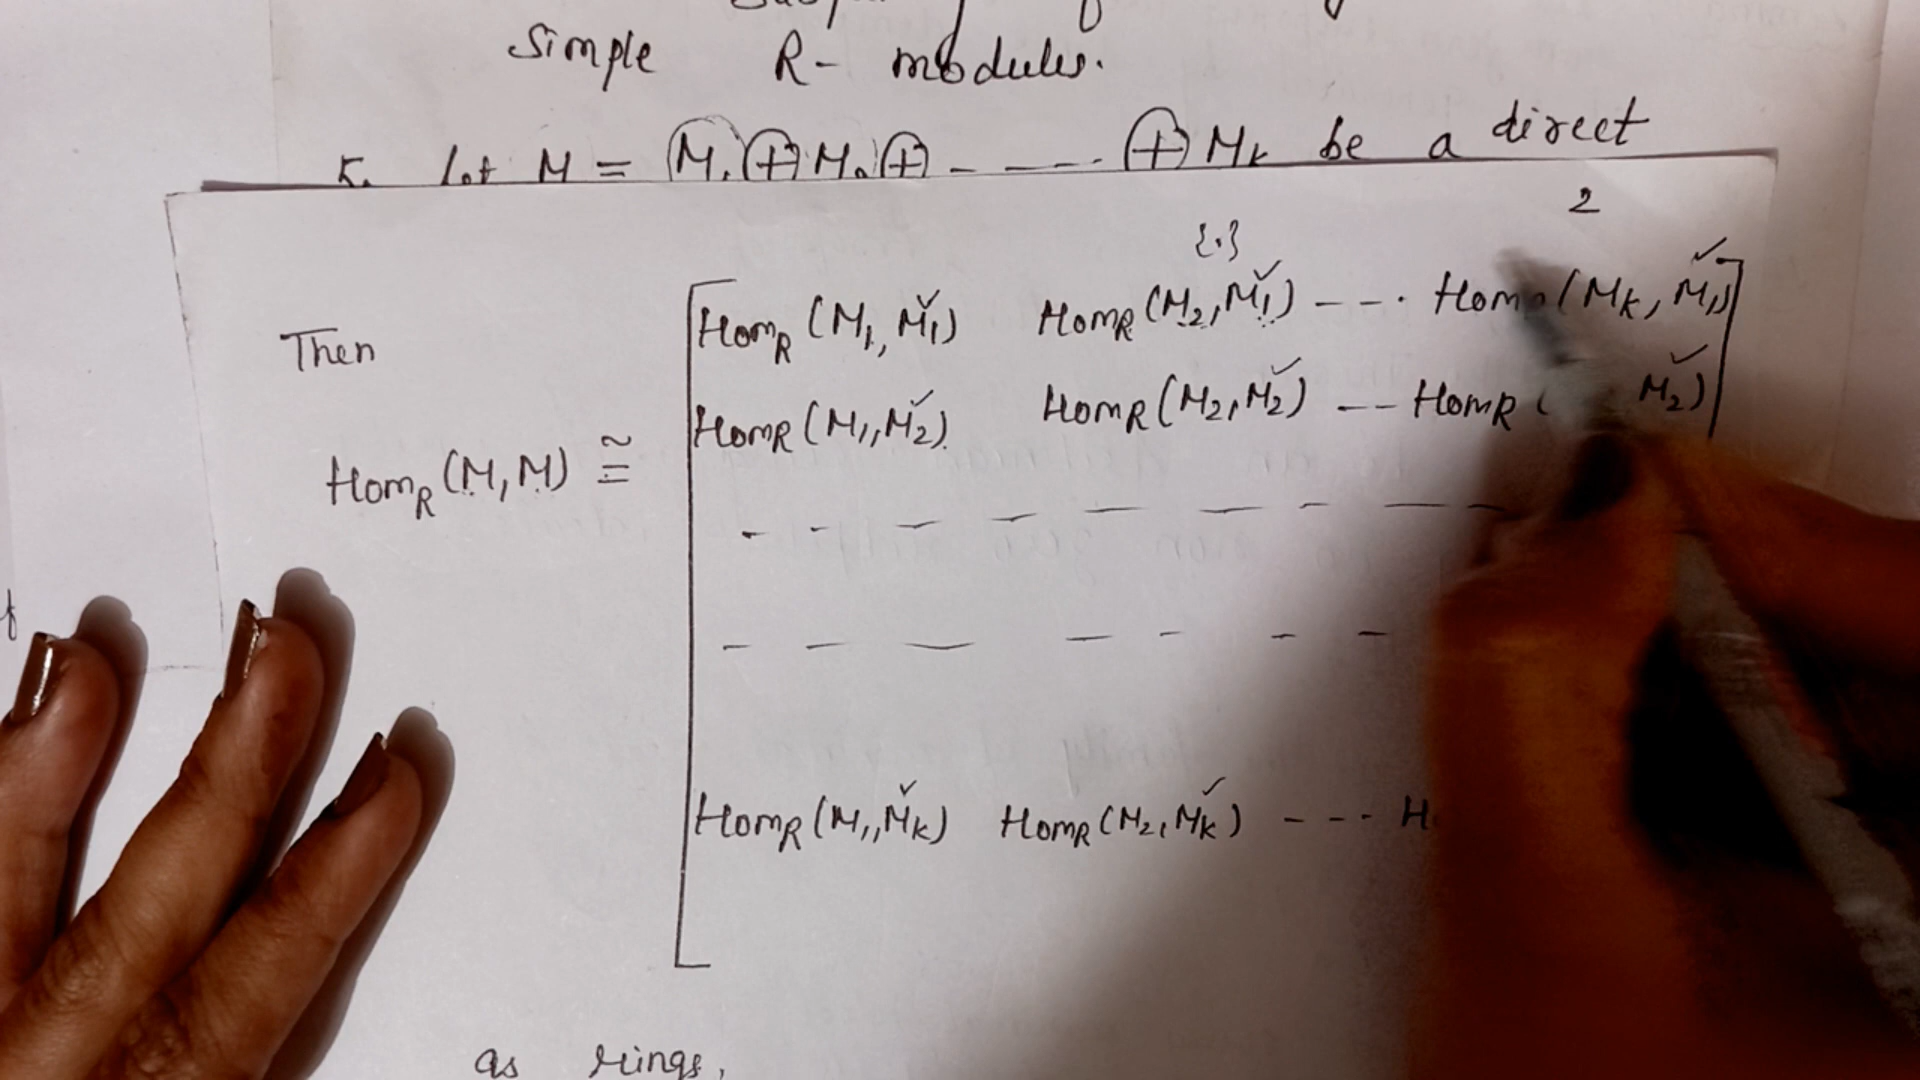 Simple R- modules.
5. Let M = M1 ⊕ M2 ⊕ - - - - ⊕ Mk be a direct
2
{.}
Then
HomR (M, M) ≅
HomR (M1, M1) HomR (M2, M1) - - - · HomR (Mk, M1)
HomR (M1, M2) HomR (M2, M2) - - HomR ( M2)
- - - - - - - - -
- - - - - - -
HomR (M1, Mk) HomR (M2, Mk) - - - H
as rings,